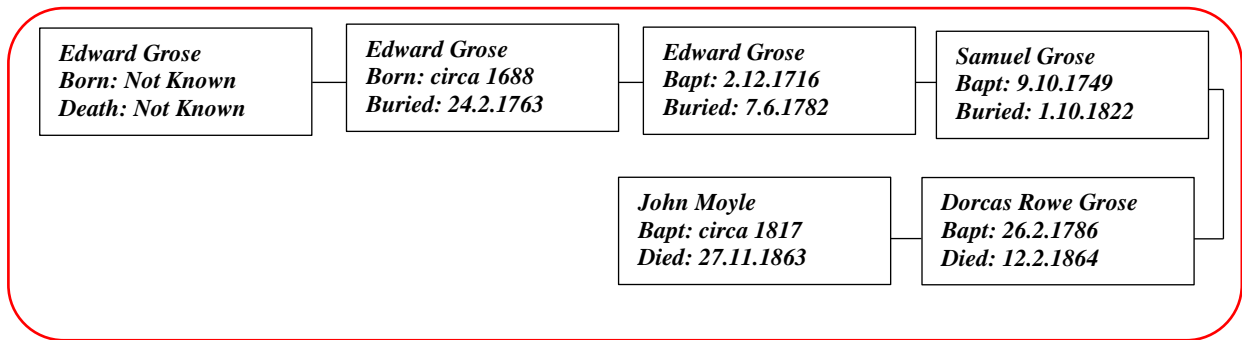 Edward Grose
Born: Not Known
Death: Not Known
Edward Grose
Born: circa 1688
Buried: 24.2.1763
Edward Grose
Bapt: 2.12.1716
Buried: 7.6.1782
Samuel Grose
Bapt: 9.10.1749
Buried: 1.10.1822
John Moyle
Bapt: circa 1817
Died: 27.11.1863
Dorcas Rowe Grose
Bapt: 26.2.1786
Died: 12.2.1864